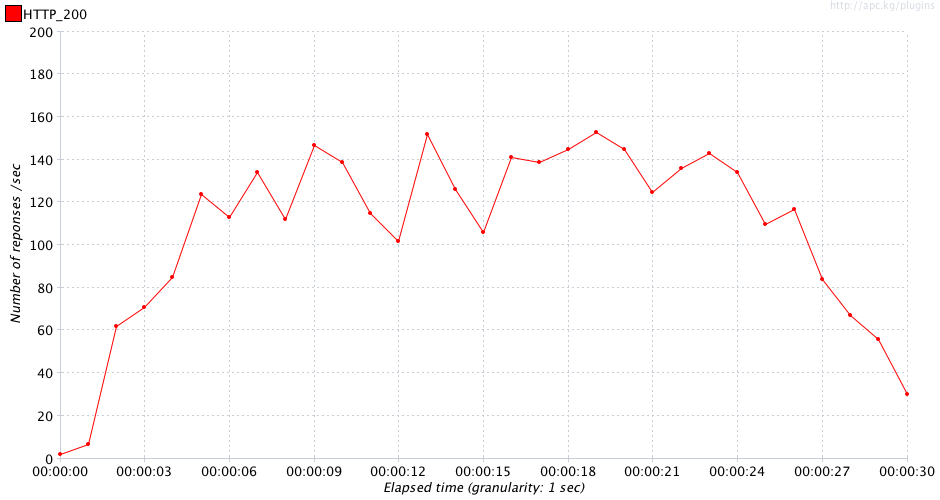 http://apc.kg/plugins
HTTP_200
200
180
160
140
120
100
80
60
40
20
0
Number of reponses /sec
00:00:00 00:00:03 00:00:06 00:00:09 00:00:12 00:00:15 00:00:18 00:00:21 00:00:24 00:00:27 00:00:30
Elapsed time (granularity: 1 sec)